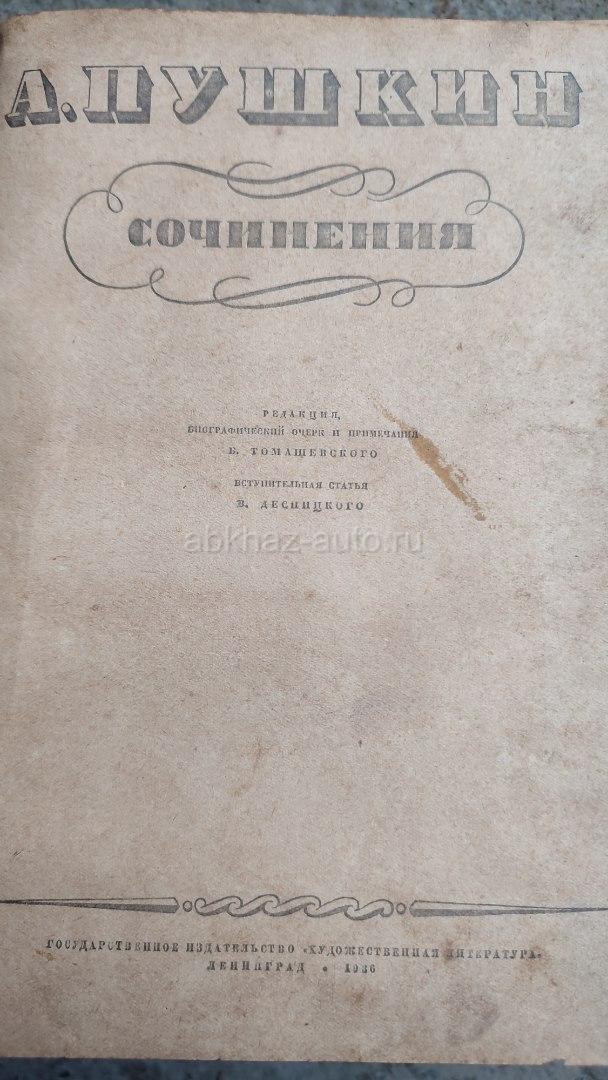 А. ПУШКИН
СОЧИНЕНИЯ
РЕДАКЦИЯ,
БИОГРАФИЧЕСКИЙ ОЧЕРК И ПРИМЕЧАНИЯ
Б. ТОМАШЕВСКОГО
ВСТУПИТЕЛЬНАЯ СТАТЬЯ
В. ДЕСНИЦКОГО
abkhaz-auto.ru
ГОСУДАРСТВЕННОЕ ИЗДАТЕЛЬСТВО «ХУДОЖЕСТВЕННАЯ ЛИТЕРАТУРА»
ЛЕНИНГРАД • 1936